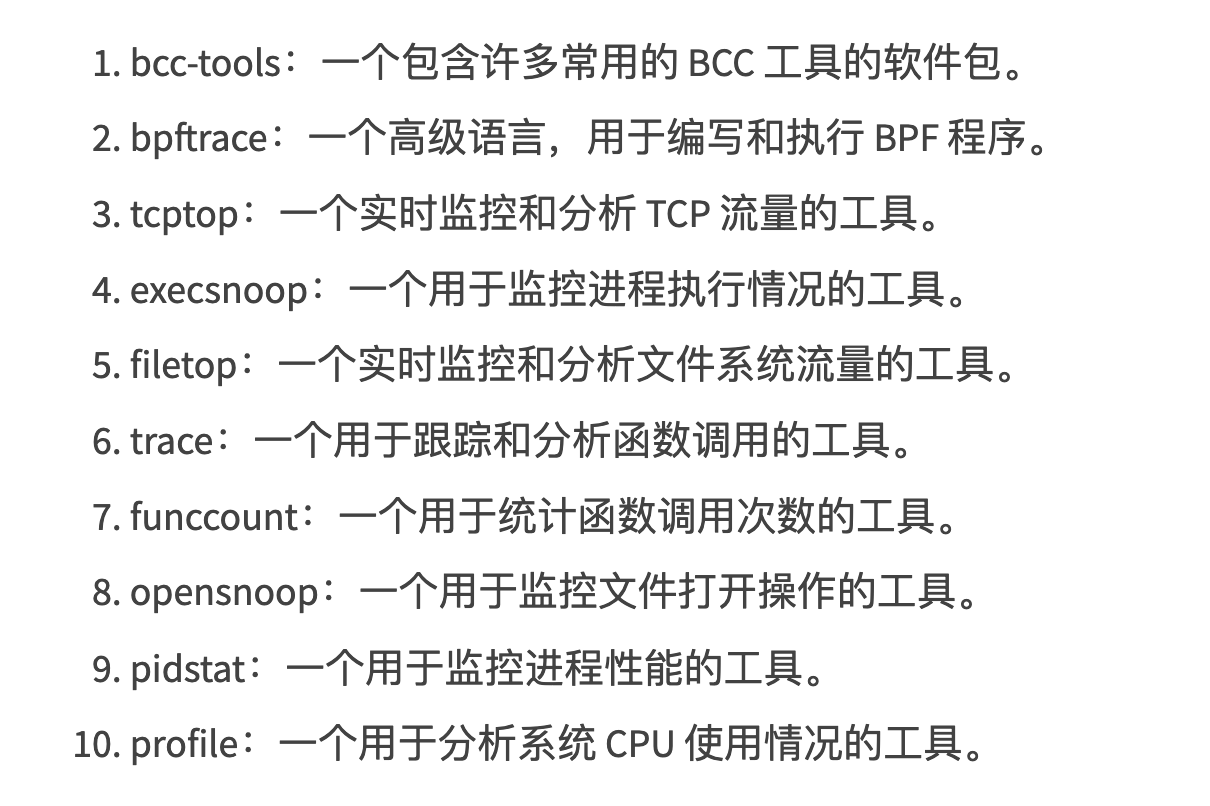 1. bcc-tools： 一个包含许多常用的 BCC 工具的软件包。
2. bpftrace： 一个高级语言，用于编写和执行 BPF 程序。
3. tcptop： 一个实时监控和分析 TCP 流量的工具。
4. execsnoop： 一个用于监控进程执行情况的工具。
5. filetop： 一个实时监控和分析文件系统流量的工具。
6. trace： 一个用于跟踪和分析函数调用的工具。
7. funccount： 一个用于统计函数调用次数的工具。
8. opensnoop： 一个用于监控文件打开操作的工具。
9. pidstat： 一个用于监控进程性能的工具。
10. profile： 一个用于分析系统 CPU 使用情况的工具。